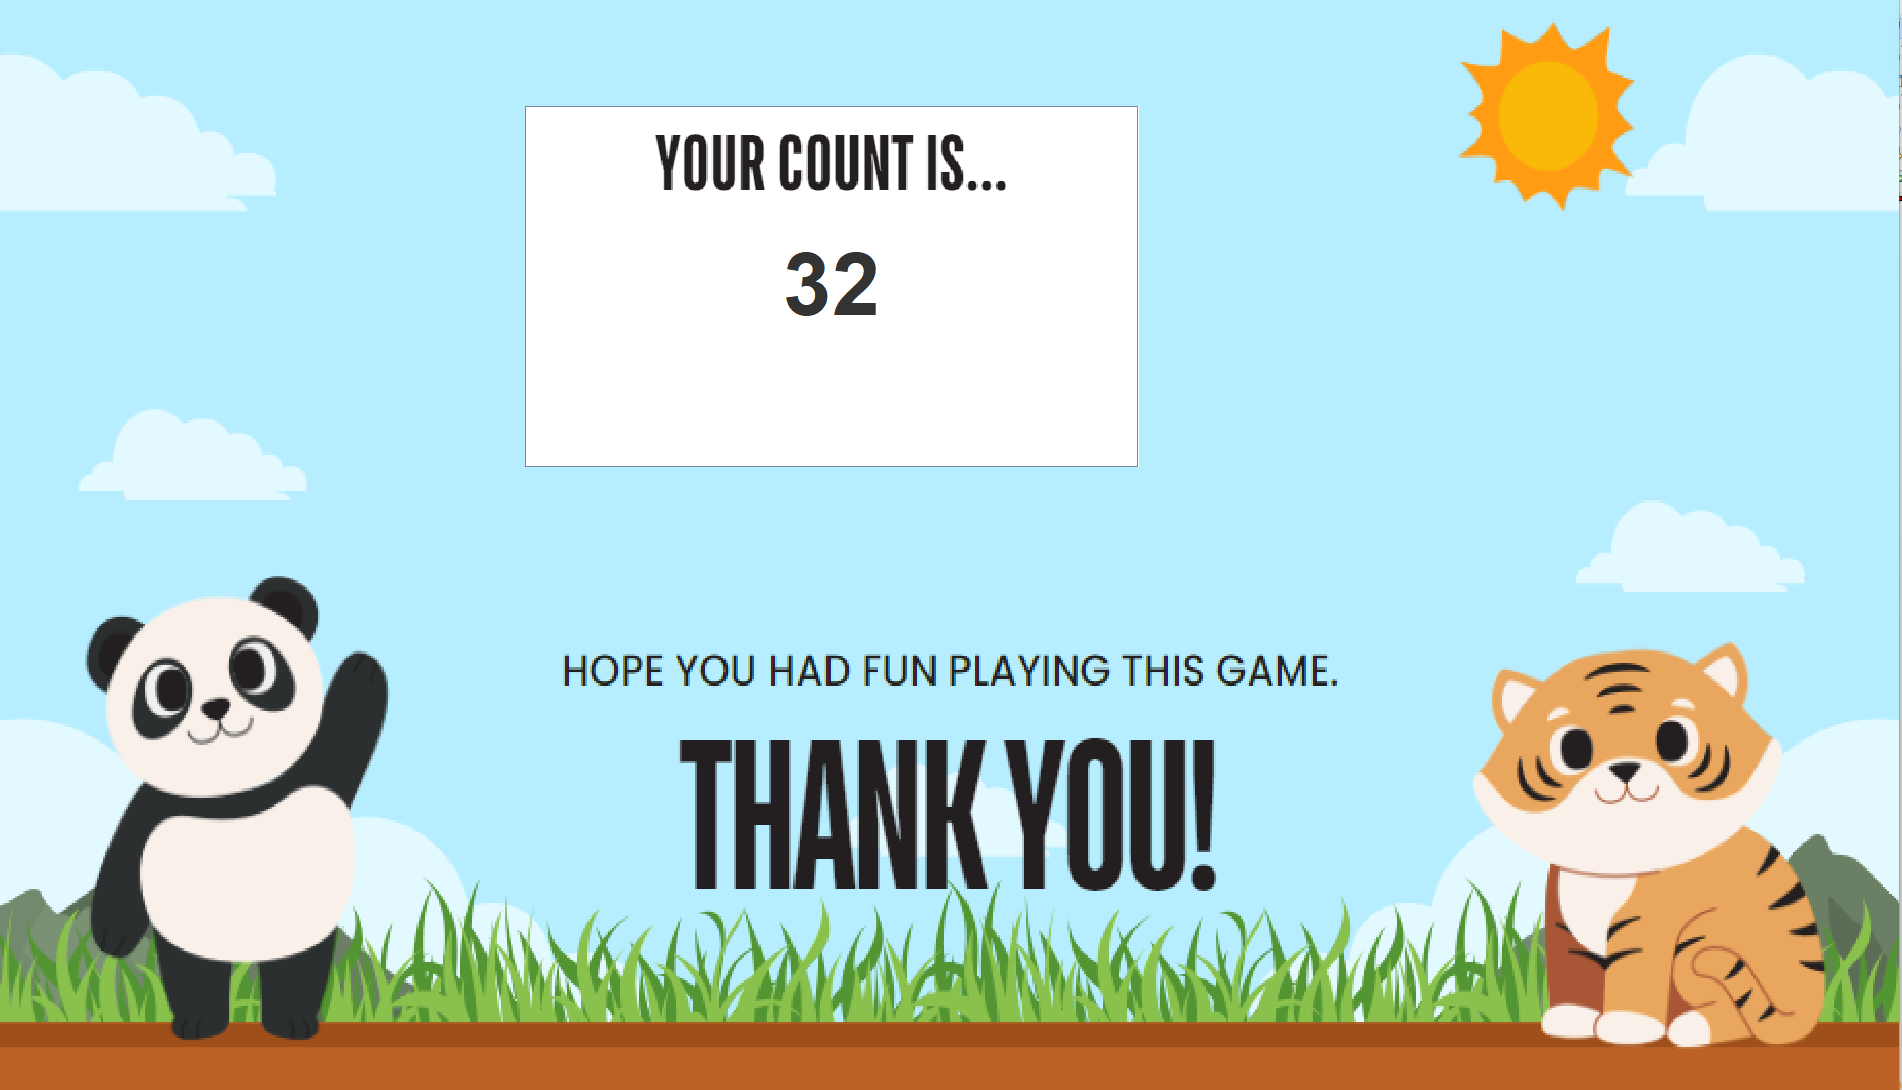 YOUR COUNT IS...
32
HOPE YOU HAD FUN PLAYING THIS GAME.
THANK YOU!